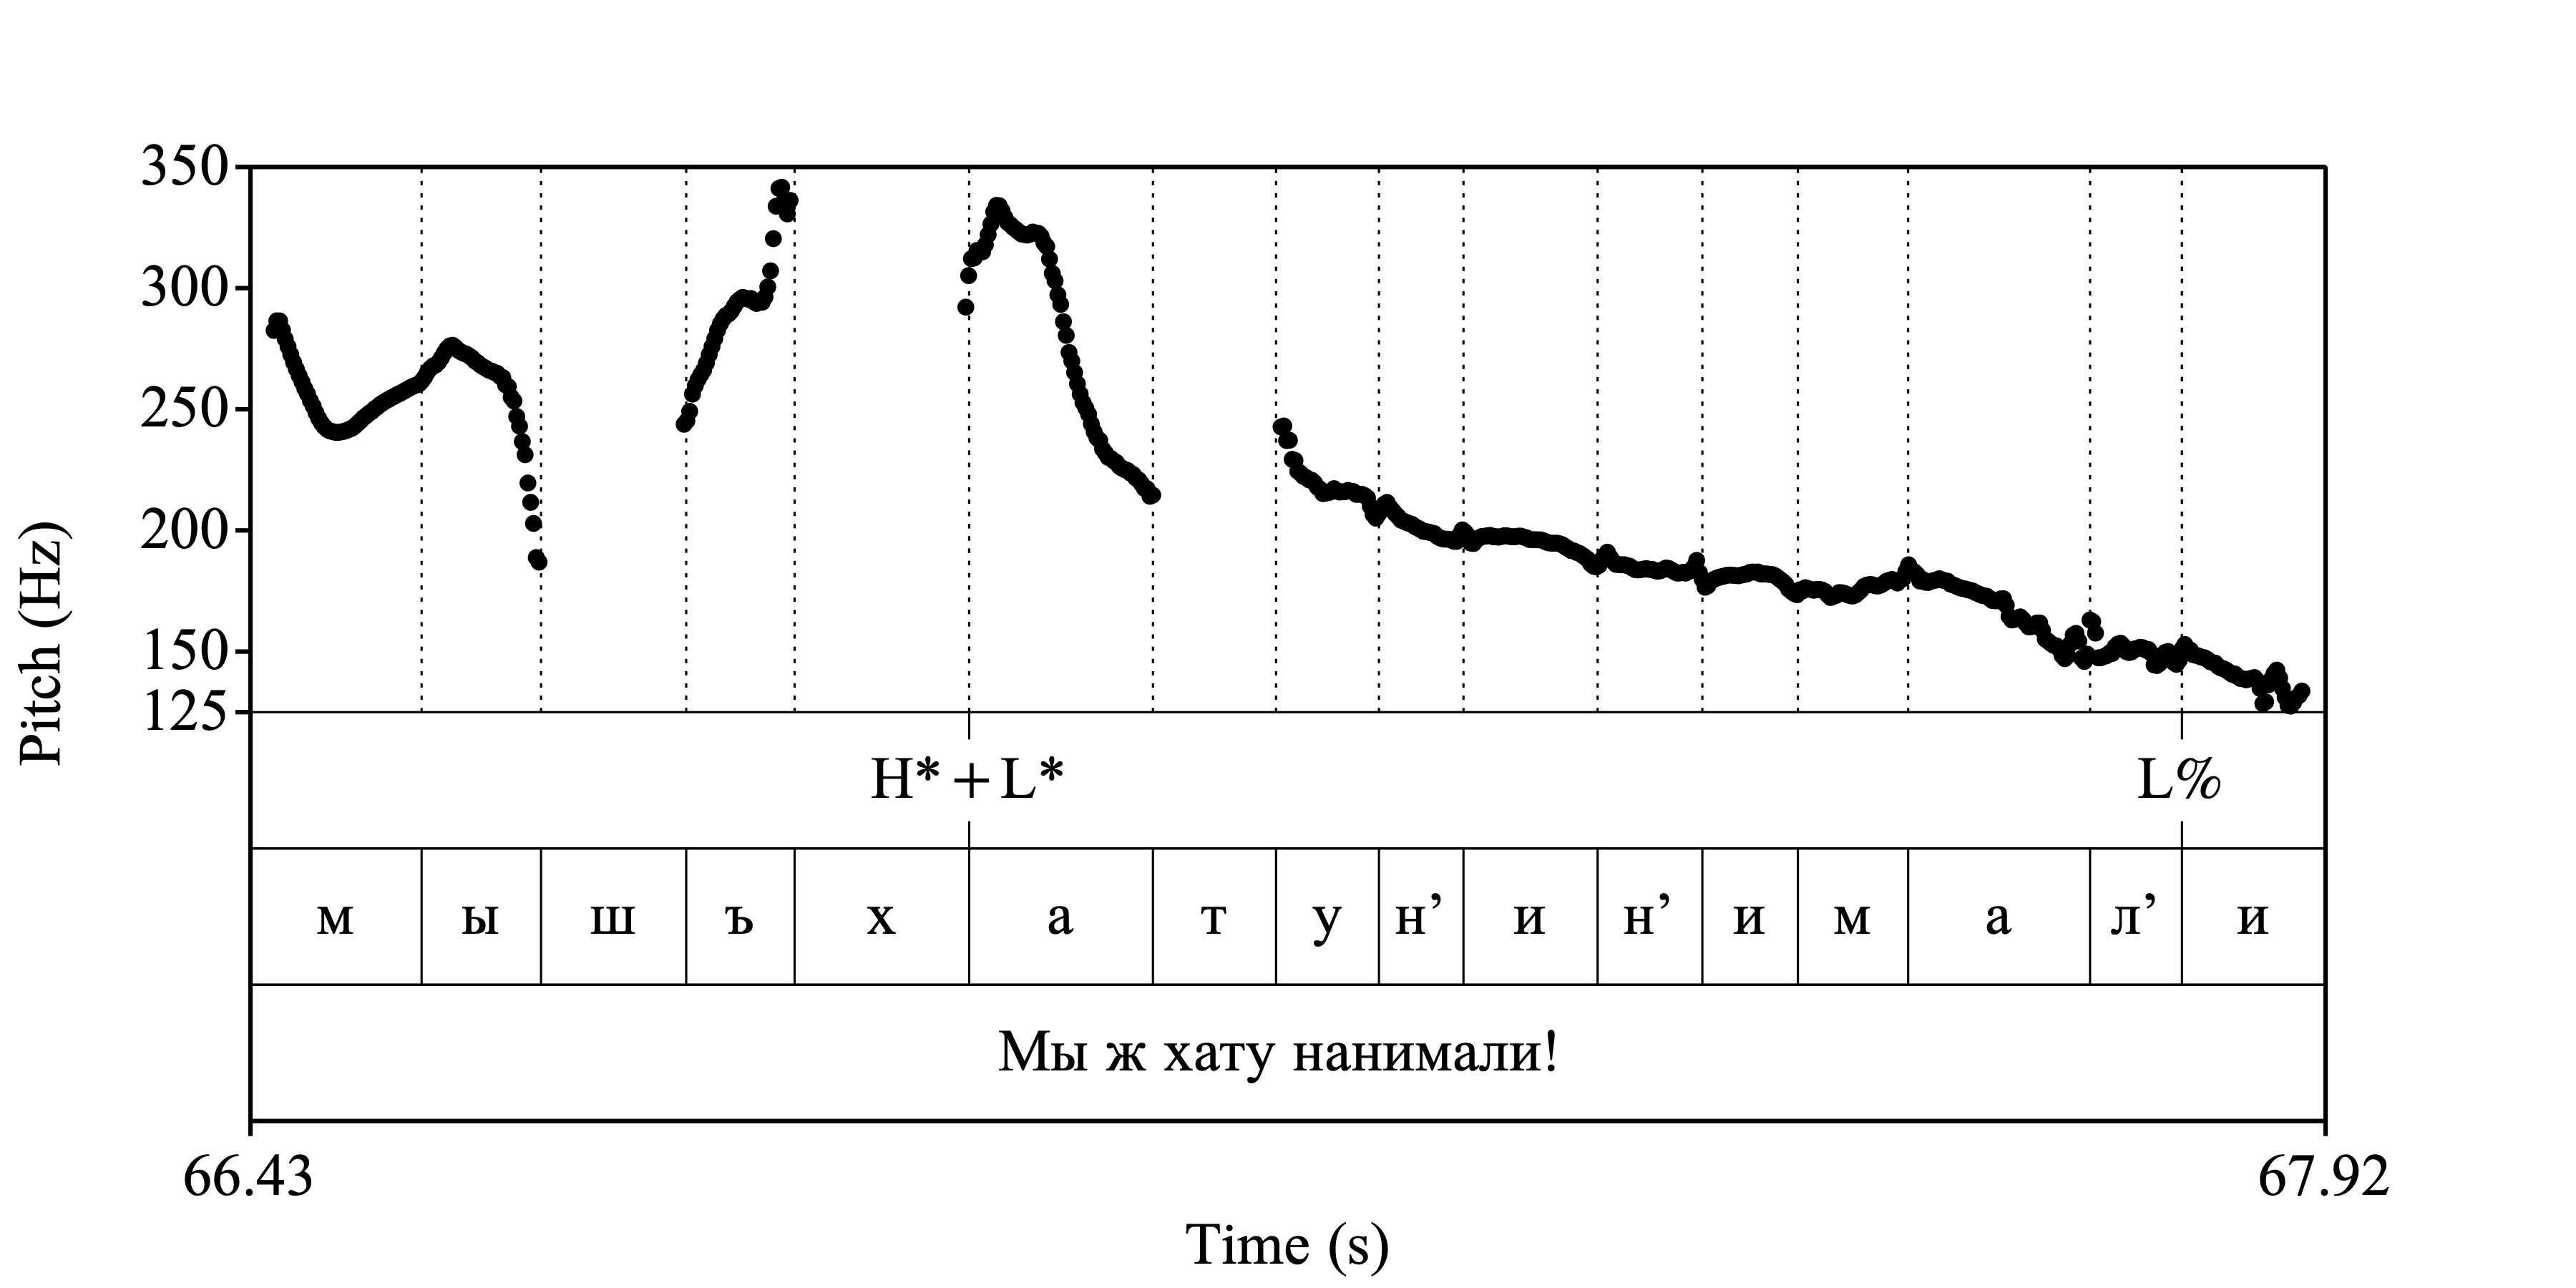 350
300
250
200
150
125
Pitch (Hz)
H* + L* L%
м ы ш ъ х а т у н’ и н’ и м а л’ и
Мы ж хату нанимали!
66.43 67.92
Time (s)